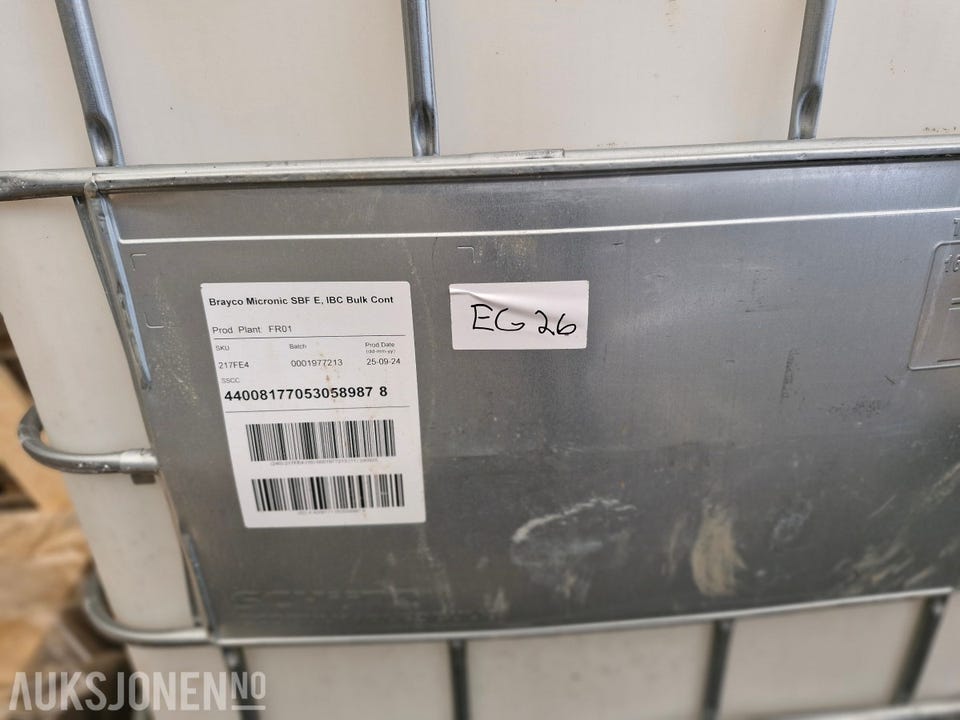 Brayco Micronic SBF E, IBC Bulk Cont
Prod Plant: FR01
SKU Batch Prod Date
(dd-mm-yy)
217FE4 0001977213 25-09-24
SSCC
44008177053058987 8
EG 26
AUKSJONEN.NO